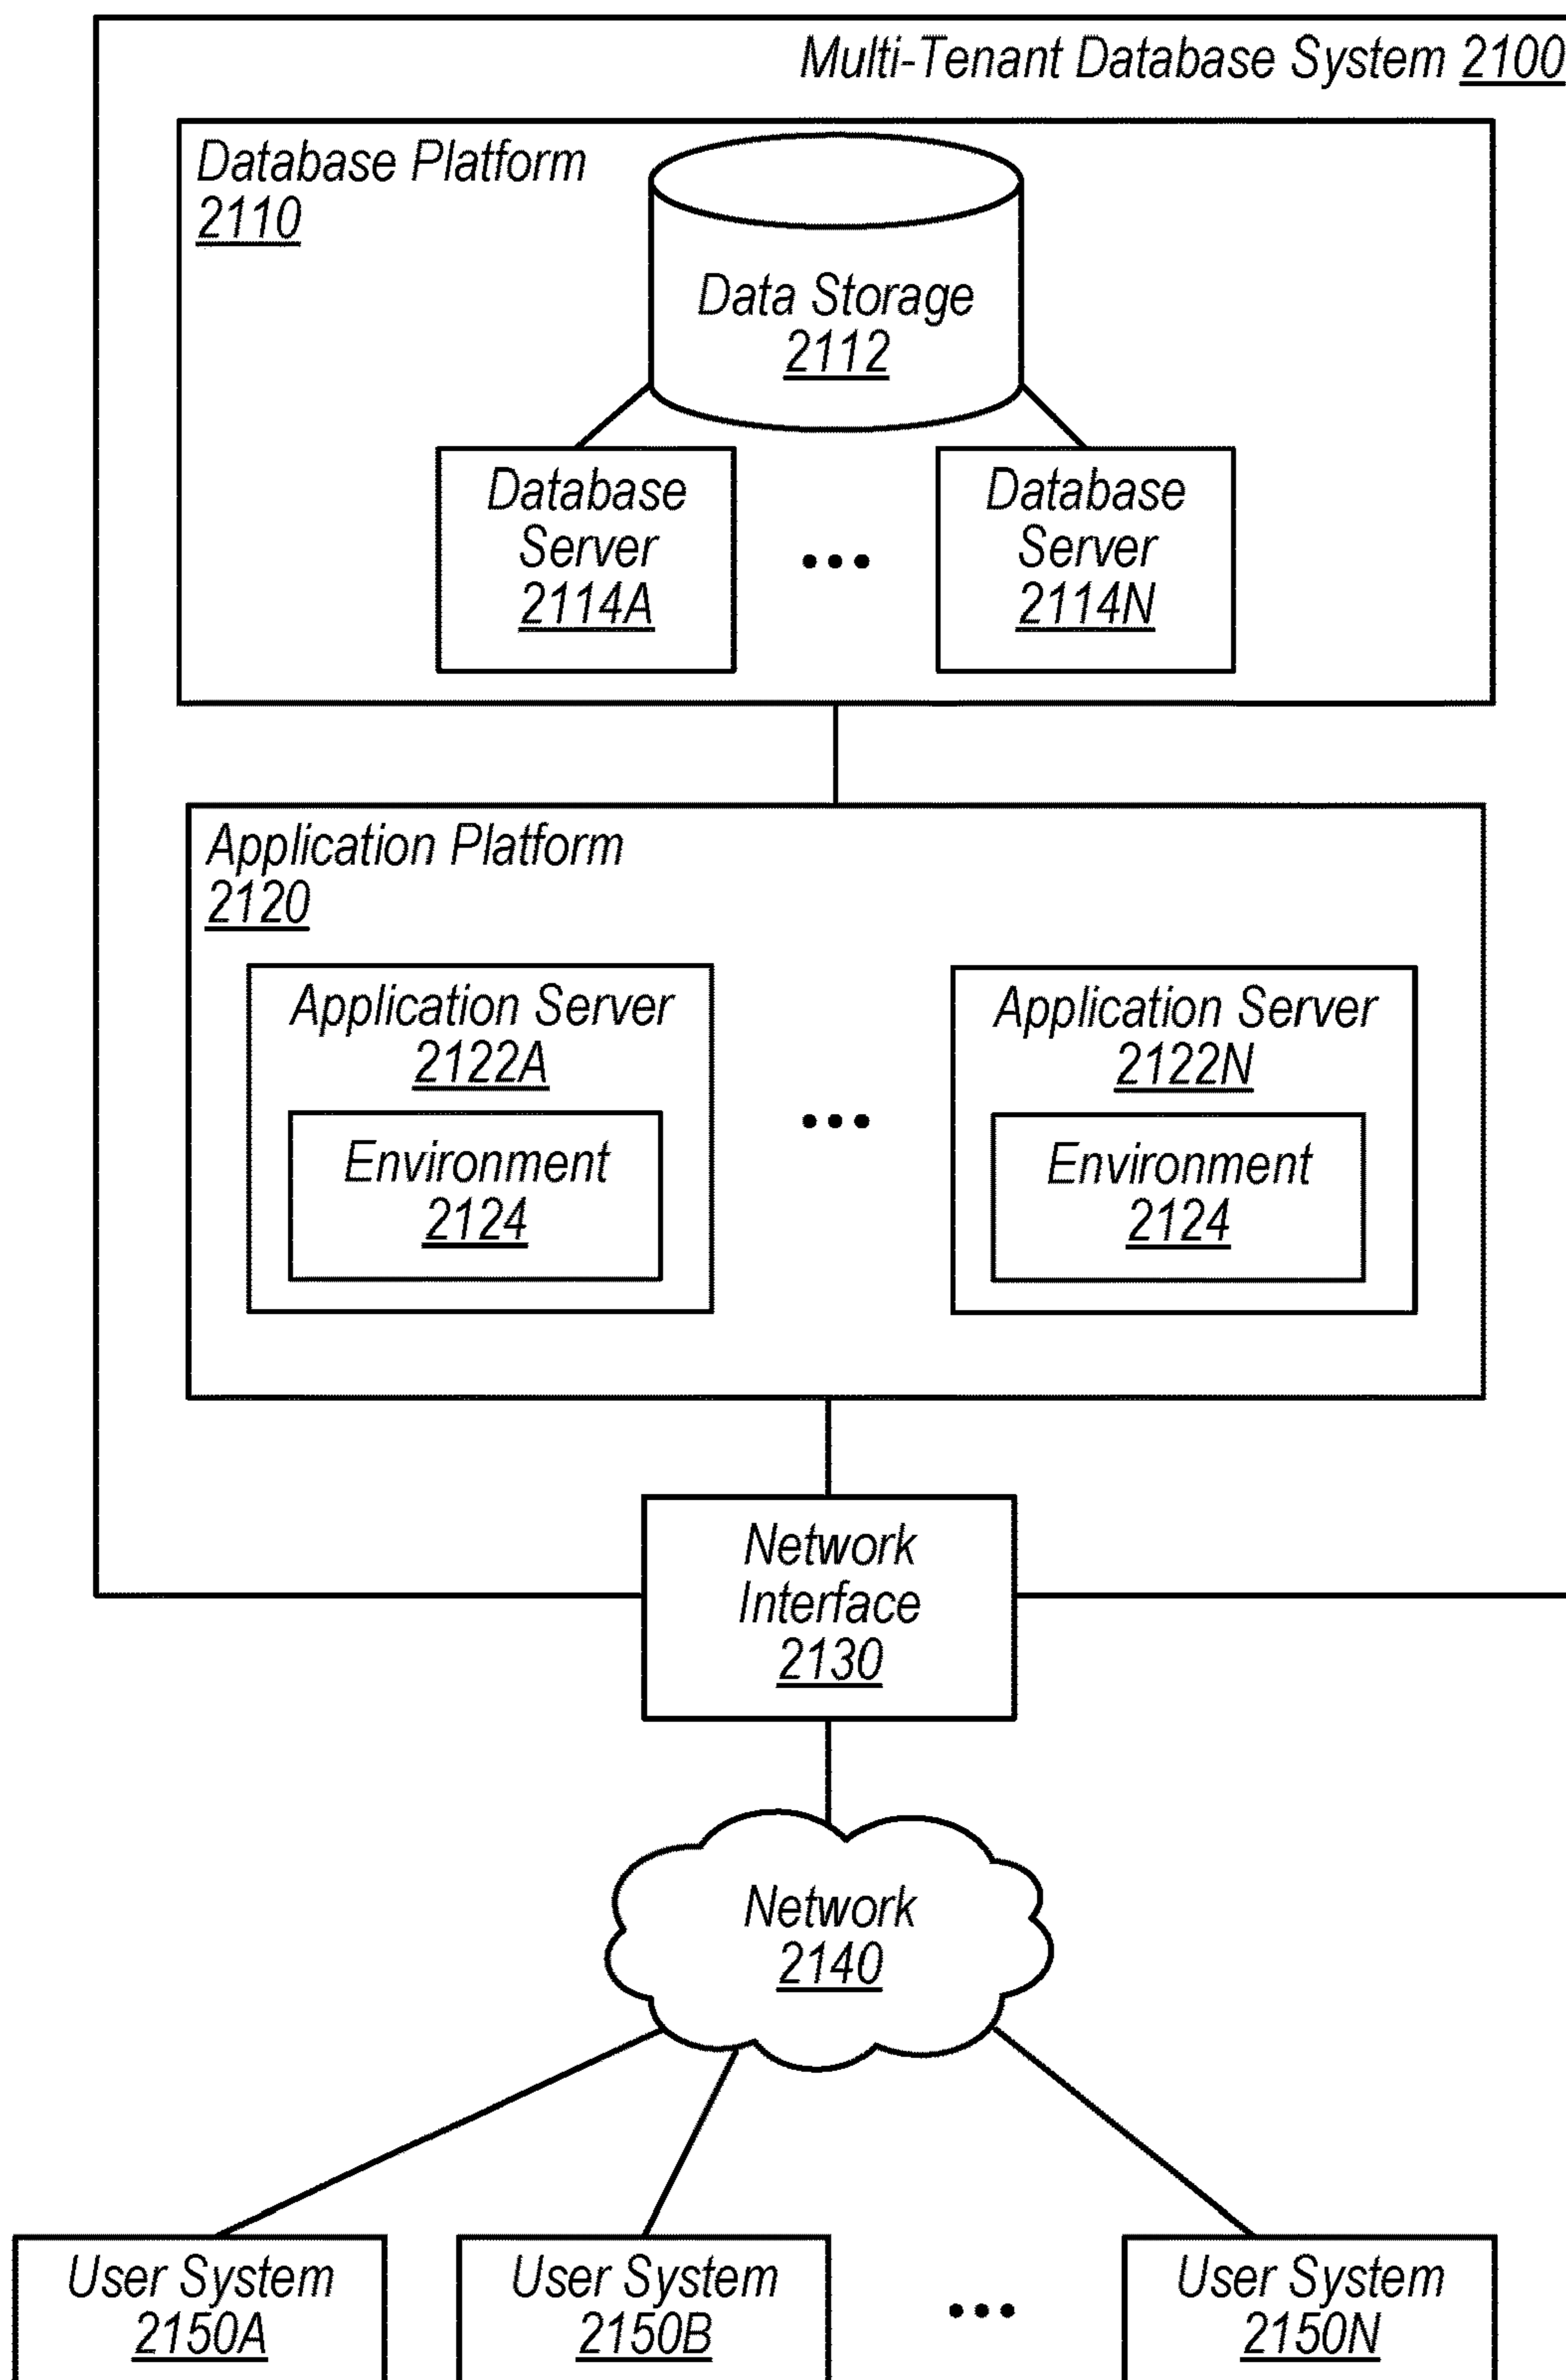 Multi-Tenant Database System 2100
Database Platform
2110
Data Storage
2112
Database
Server
2114A
•••
Database
Server
2114N
Application Platform
2120
Application Server
2122A
Environment
2124
•••
Application Server
2122N
Environment
2124
Network
Interface
2130
Network
2140
User System
2150A
User System
2150B
•••
User System
2150N